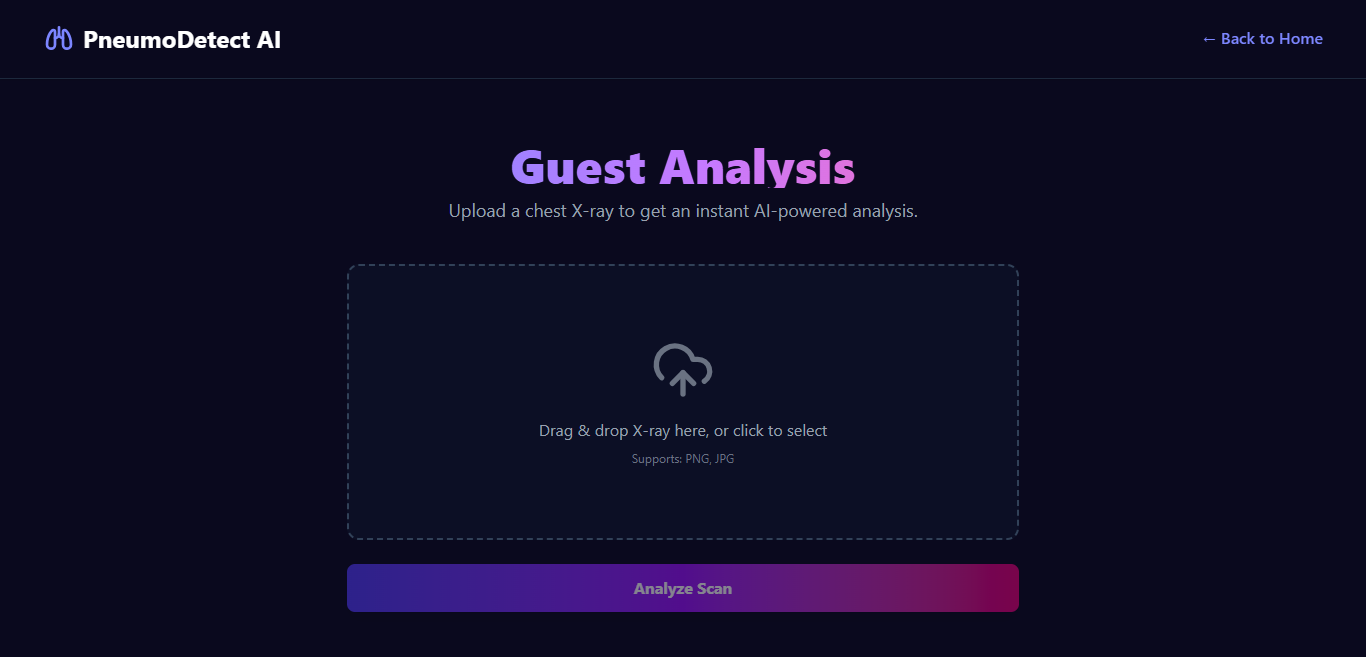 PneumoDetect AI
← Back to Home
Guest Analysis
Upload a chest X-ray to get an instant AI-powered analysis.
Drag & drop X-ray here, or click to select
Supports: PNG, JPG
Analyze Scan